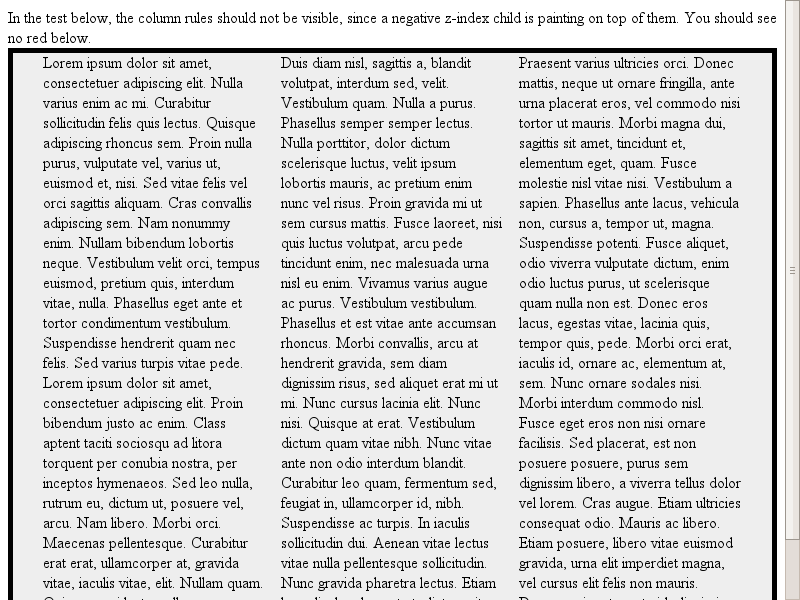 In the test below, the column rules should not be visible, since a negative z-index child is painting on top of them. You should see
no red below.
Lorem ipsum dolor sit amet,
consectetuer adipiscing elit. Nulla
varius enim ac mi. Curabitur
sollicitudin felis quis lectus. Quisque
adipiscing rhoncus sem. Proin nulla
purus, vulputate vel, varius ut,
euismod et, nisi. Sed vitae felis vel
orci sagittis aliquam. Cras convallis
adipiscing sem. Nam nonummy
enim. Nullam bibendum lobortis
neque. Vestibulum velit orci, tempus
euismod, pretium quis, interdum
vitae, nulla. Phasellus eget ante et
tortor condimentum vestibulum.
Suspendisse hendrerit quam nec
felis. Sed varius turpis vitae pede.
Lorem ipsum dolor sit amet,
consectetuer adipiscing elit. Proin
bibendum justo ac enim. Class
aptent taciti sociosqu ad litora
torquent per conubia nostra, per
inceptos hymenaeos. Sed leo nulla,
rutrum eu, dictum ut, posuere vel,
arcu. Nam libero. Morbi orci.
Maecenas pellentesque. Curabitur
erat erat, ullamcorper at, gravida
vitae, iaculis vitae, elit. Nullam quam.
Duis diam nisl, sagittis a, blandit
volutpat, interdum sed, velit.
Vestibulum quam. Nulla a purus.
Phasellus semper semper lectus.
Nulla porttitor, dolor dictum
scelerisque luctus, velit ipsum
lobortis mauris, ac pretium enim
nunc vel risus. Proin gravida mi ut
sem cursus mattis. Fusce laoreet, nisi
quis luctus volutpat, arcu pede
tincidunt enim, nec malesuada urna
nisl eu enim. Vivamus varius augue
ac purus. Vestibulum vestibulum.
Phasellus et est vitae ante accumsan
rhoncus. Morbi convallis, arcu at
hendrerit gravida, sem diam
dignissim risus, sed aliquet erat mi ut
mi. Nunc cursus lacinia elit. Nunc
nisi. Quisque at erat. Vestibulum
dictum quam vitae nibh. Nunc vitae
ante non odio interdum blandit.
Curabitur leo quam, fermentum sed,
feugiat in, ullamcorper id, nibh.
Suspendisse ac turpis. In iaculis
sollicitudin dui. Aenean vitae lectus
vitae nulla pellentesque sollicitudin.
Nunc gravida pharetra lectus. Etiam
Praesent varius ultricies orci. Donec
mattis, neque ut ornare fringilla, ante
urna placerat eros, vel commodo nisi
tortor ut mauris. Morbi magna dui,
sagittis sit amet, tincidunt et,
elementum eget, quam. Fusce
molestie nisl vitae nisi. Vestibulum a
sapien. Phasellus ante lacus, vehicula
non, cursus a, tempor ut, magna.
Suspendisse potenti. Fusce aliquet,
odio viverra vulputate dictum, enim
odio luctus purus, ut scelerisque
quam nulla non est. Donec eros
lacus, egestas vitae, lacinia quis,
tempor quis, pede. Morbi orci erat,
iaculis id, ornare ac, elementum at,
sem. Nunc ornare sodales nisi.
Morbi interdum commodo nisl.
Fusce eget eros non nisi ornare
facilisis. Sed placerat, est non
posuere posuere, purus sem
dignissim libero, a viverra tellus dolor
vel lorem. Cras augue. Etiam ultricies
consequat odio. Mauris ac libero.
Etiam posuere, libero vitae euismod
gravida, urna elit imperdiet magna,
vel cursus elit felis non mauris.